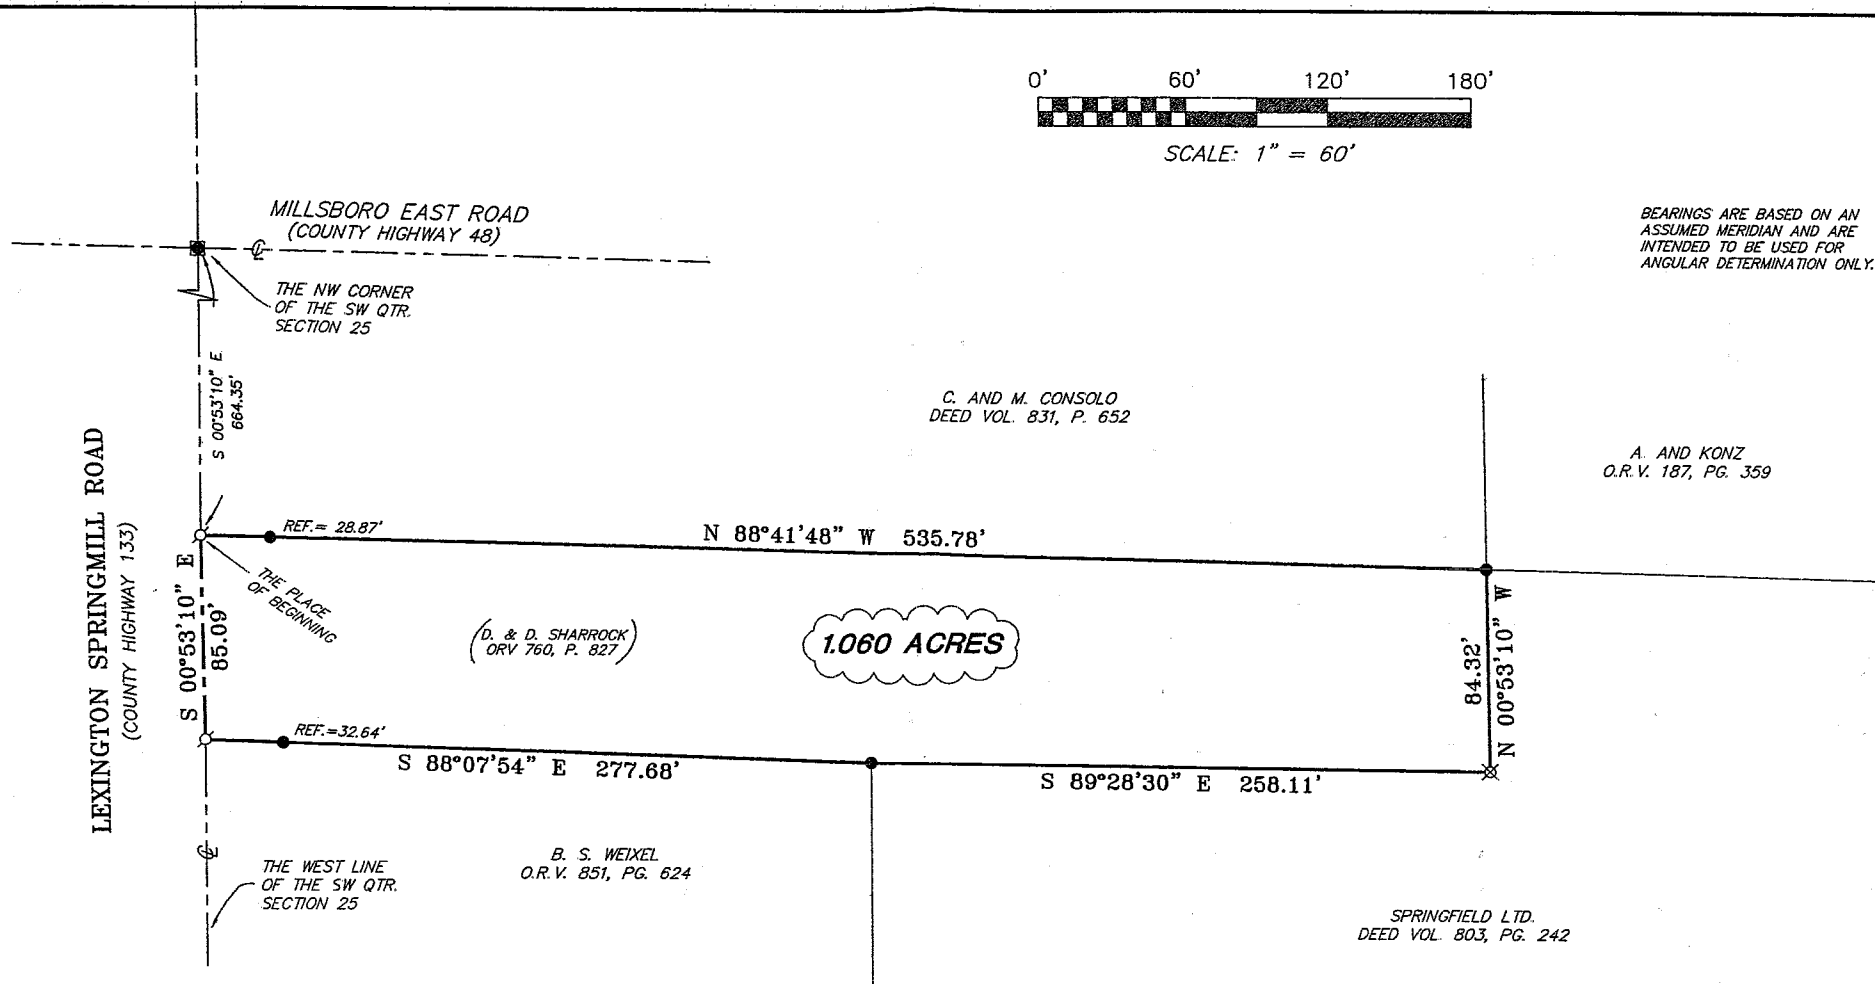 0' 60' 120' 180'
SCALE: 1" = 60'
MILLSBORO EAST ROAD
(COUNTY HIGHWAY 48)
BEARINGS ARE BASED ON AN
ASSUMED MERIDIAN AND ARE
INTENDED TO BE USED FOR
ANGULAR DETERMINATION ONLY.
THE NW CORNER
OF THE SW QTR.
SECTION 25
S 00°53'10" E
664.35'
C. AND M. CONSOLO
DEED VOL. 831, P. 652
A. AND KONZ
O.R.V. 187, PG. 359
LEXINGTON SPRINGMILL ROAD
(COUNTY HIGHWAY 133)
REF.= 28.87'
N 88°41'48" W 535.78'
THE PLACE
OF BEGINNING
S 00°53'10" E
85.09'
(D. & D. SHARROCK
ORV 760, P. 827)
1.060 ACRES
84.32'
N 00°53'10" W
REF.=32.64'
S 88°07'54" E 277.68'
S 89°28'30" E 258.11'
THE WEST LINE
OF THE SW QTR.
SECTION 25
B. S. WEIXEL
O.R.V. 851, PG. 624
SPRINGFIELD LTD.
DEED VOL. 803, PG. 242